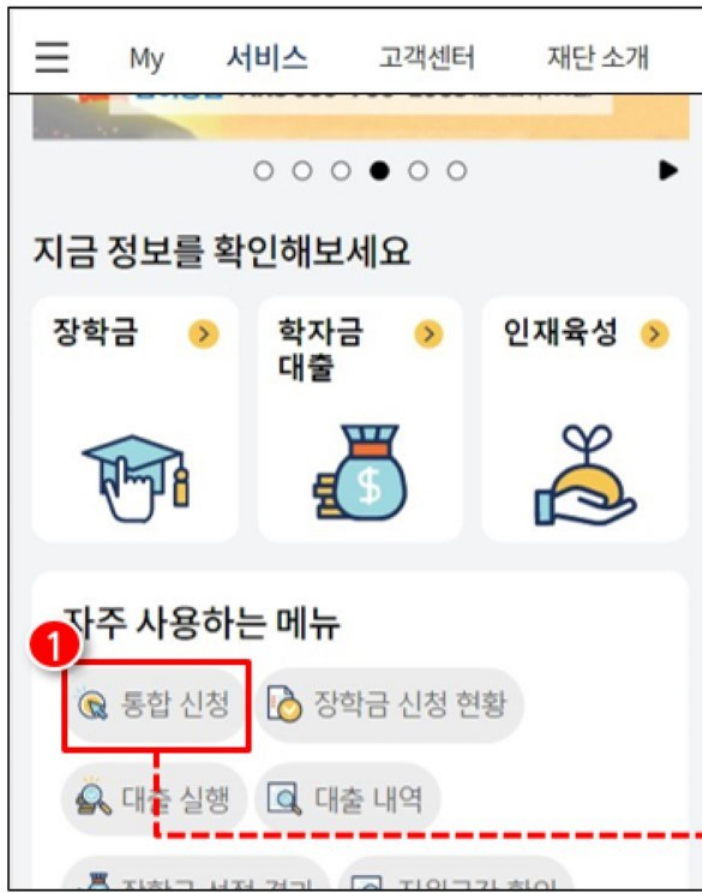 My 서비스 고객센터 재단 소개
지금 정보를 확인해보세요
장학금
학자금
대출
인재육성
자주 사용하는 메뉴
1
통합 신청
장학금 신청 현황
대출 실행
대출 내역